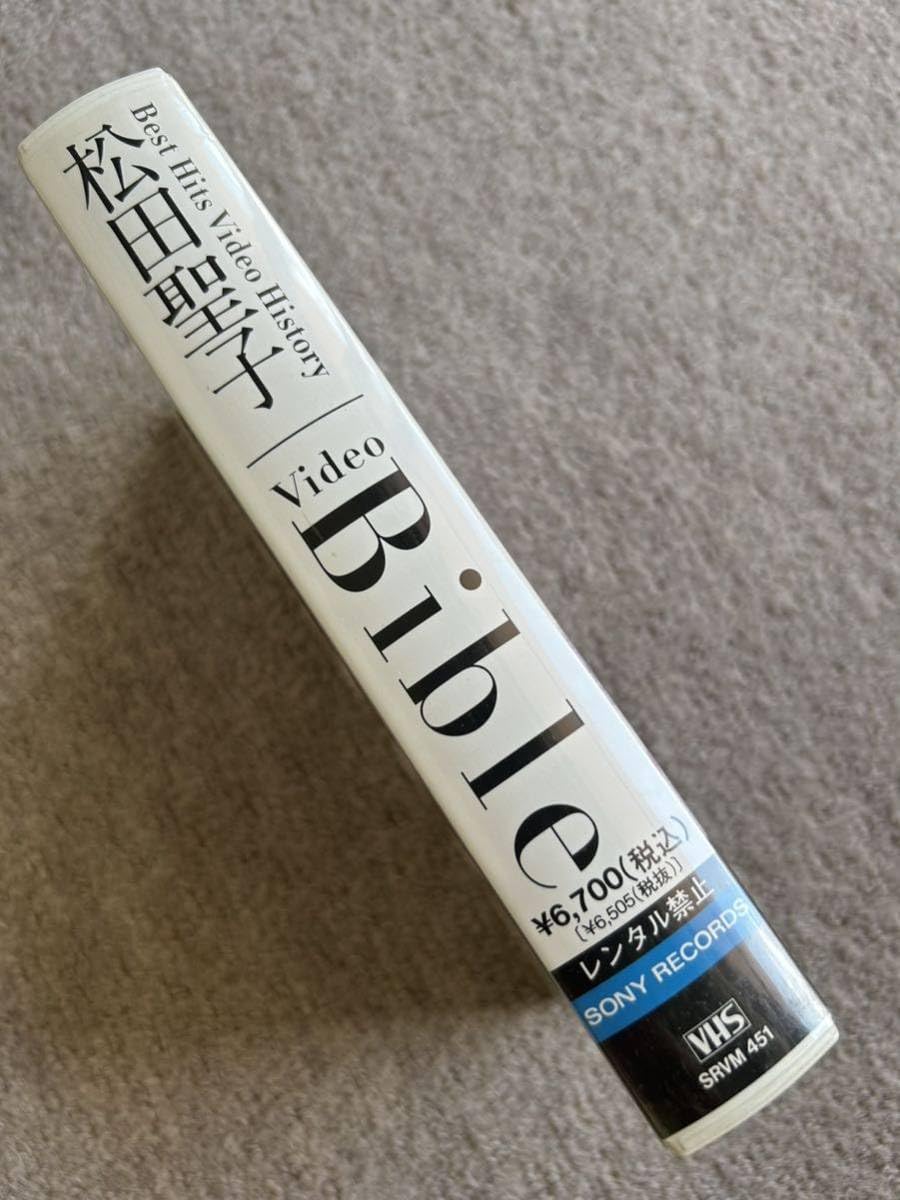 Best Hits Video History
松田聖子
Video
Bible
¥6,700(税込)
[¥6,505(税抜)]
レンタル禁止
SONY RECORDS
VHS
SRVM 451